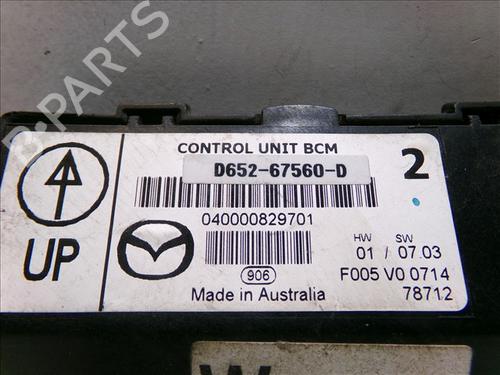 CONTROL UNIT BCM
2
D652-67560-D
040000829701
UP
HW SW
01 / 07.03
906
F005 V0 0714
Made in Australia
78712
B-PARTS